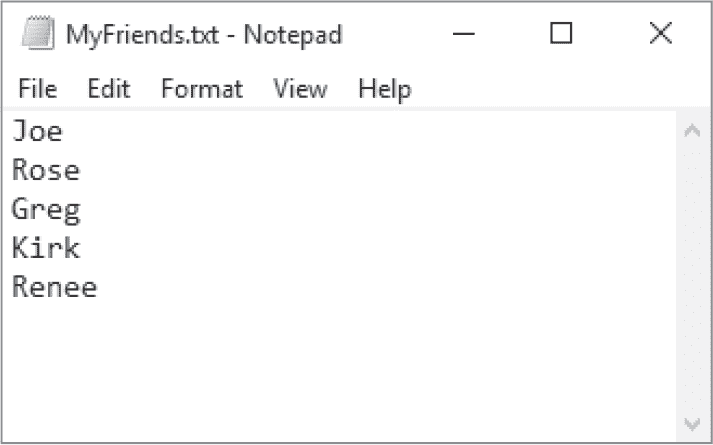 MyFriends.txt - Notepad
File Edit Format View Help
Joe
Rose
Greg
Kirk
Renee